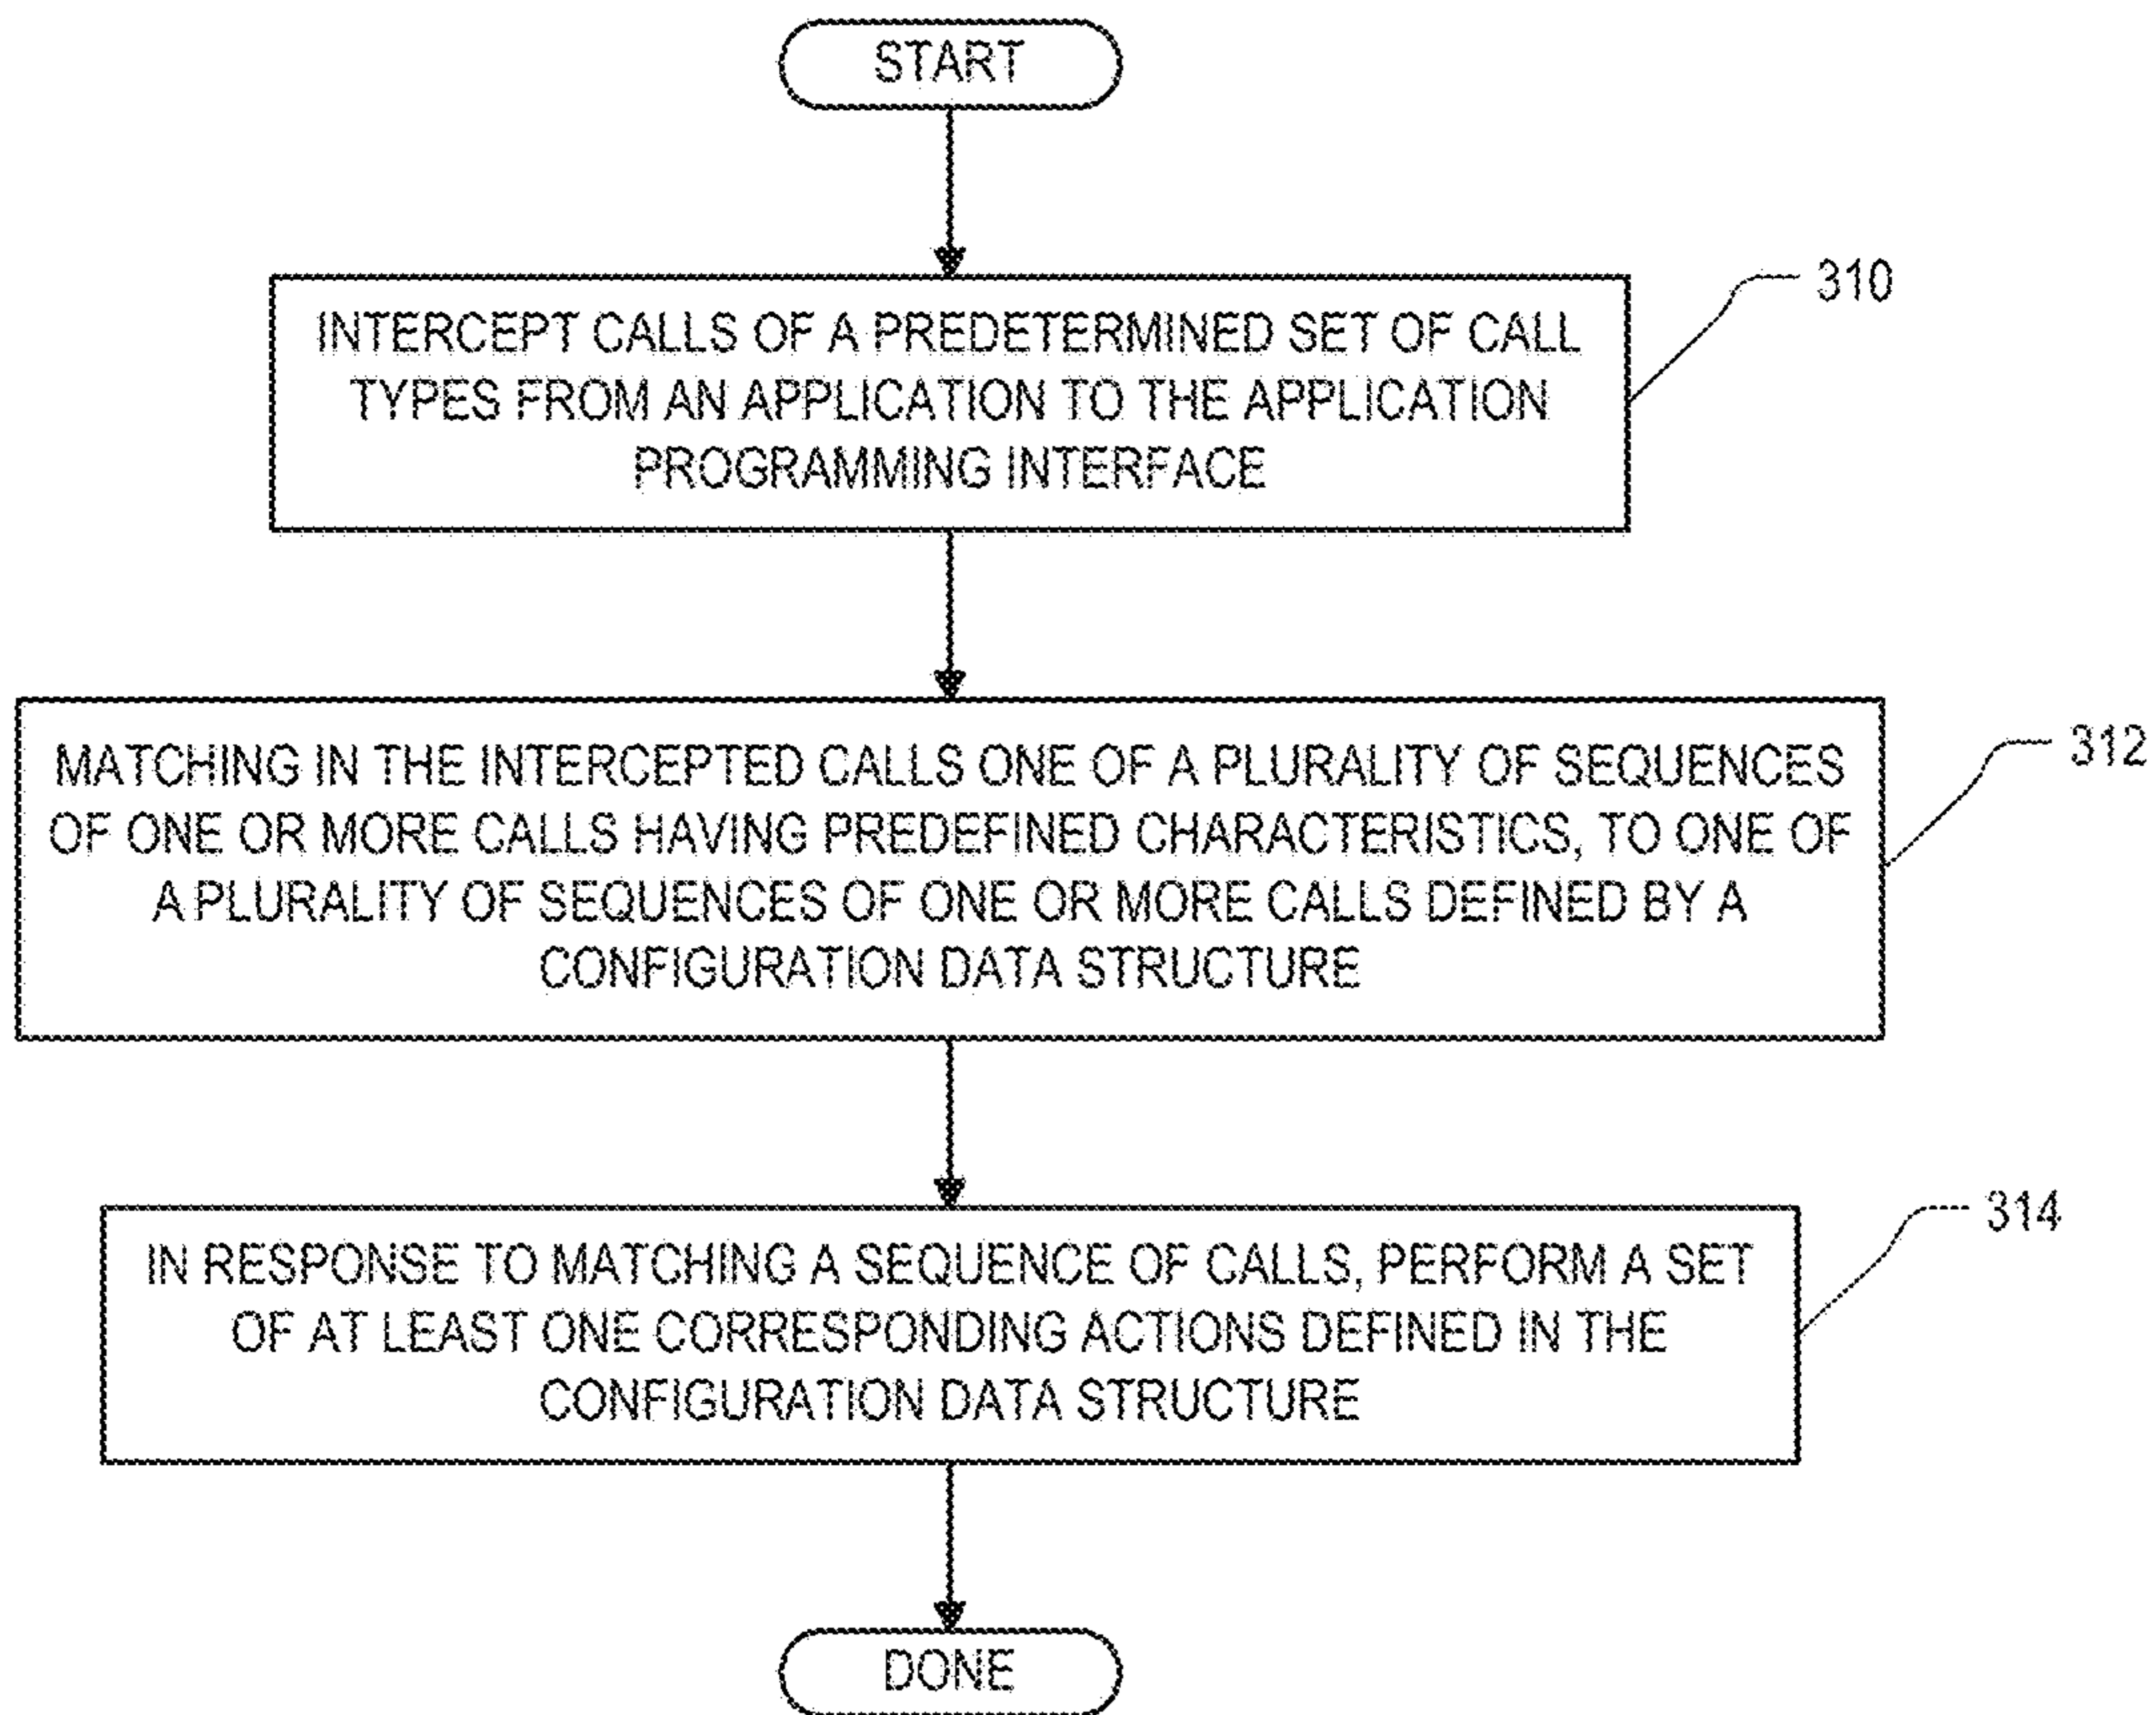 START
310
INTERCEPT CALLS OF A PREDETERMINED SET OF CALL
TYPES FROM AN APPLICATION TO THE APPLICATION
PROGRAMMING INTERFACE
312
MATCHING IN THE INTERCEPTED CALLS ONE OF A PLURALITY OF SEQUENCES
OF ONE OR MORE CALLS HAVING PREDEFINED CHARACTERISTICS, TO ONE OF
A PLURALITY OF SEQUENCES OF ONE OR MORE CALLS DEFINED BY A
CONFIGURATION DATA STRUCTURE
314
IN RESPONSE TO MATCHING A SEQUENCE OF CALLS, PERFORM A SET
OF AT LEAST ONE CORRESPONDING ACTIONS DEFINED IN THE
CONFIGURATION DATA STRUCTURE
DONE